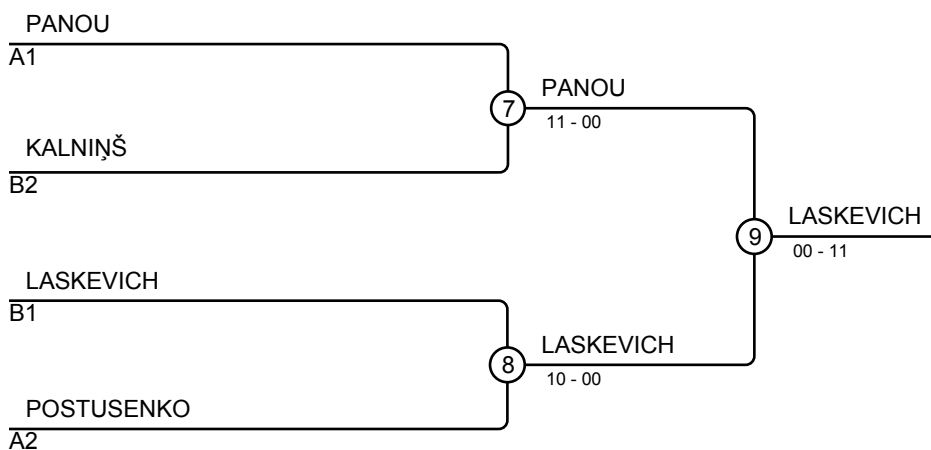 PANOU
A1
7
PANOU
11 - 00
KALNIŅŠ
B2
9
LASKEVICH
00 - 11
LASKEVICH
B1
8
LASKEVICH
10 - 00
POSTUSENKO
A2